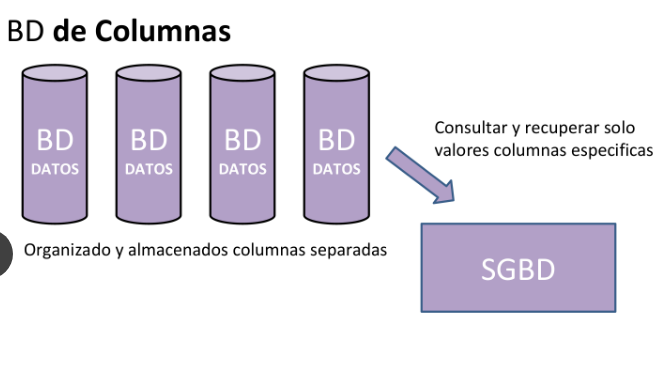 BD de Columnas
BD BD BD BD
DATOS DATOS DATOS DATOS
Consultar y recuperar solo
valores columnas especificas
Organizado y almacenados columnas separadas
SGBD